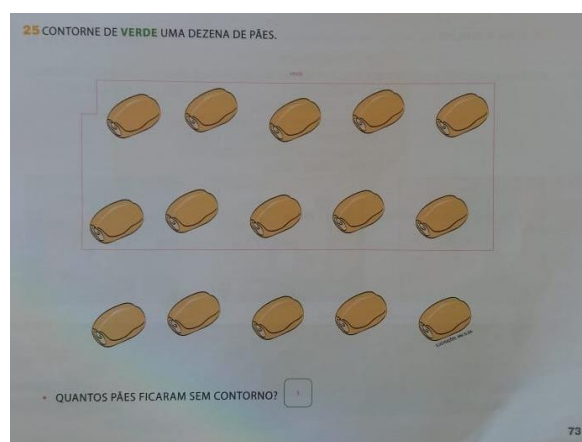 25 CONTORNE DE VERDE UMA DEZENA DE PÃES.
• QUANTOS PÃES FICARAM SEM CONTORNO?
73